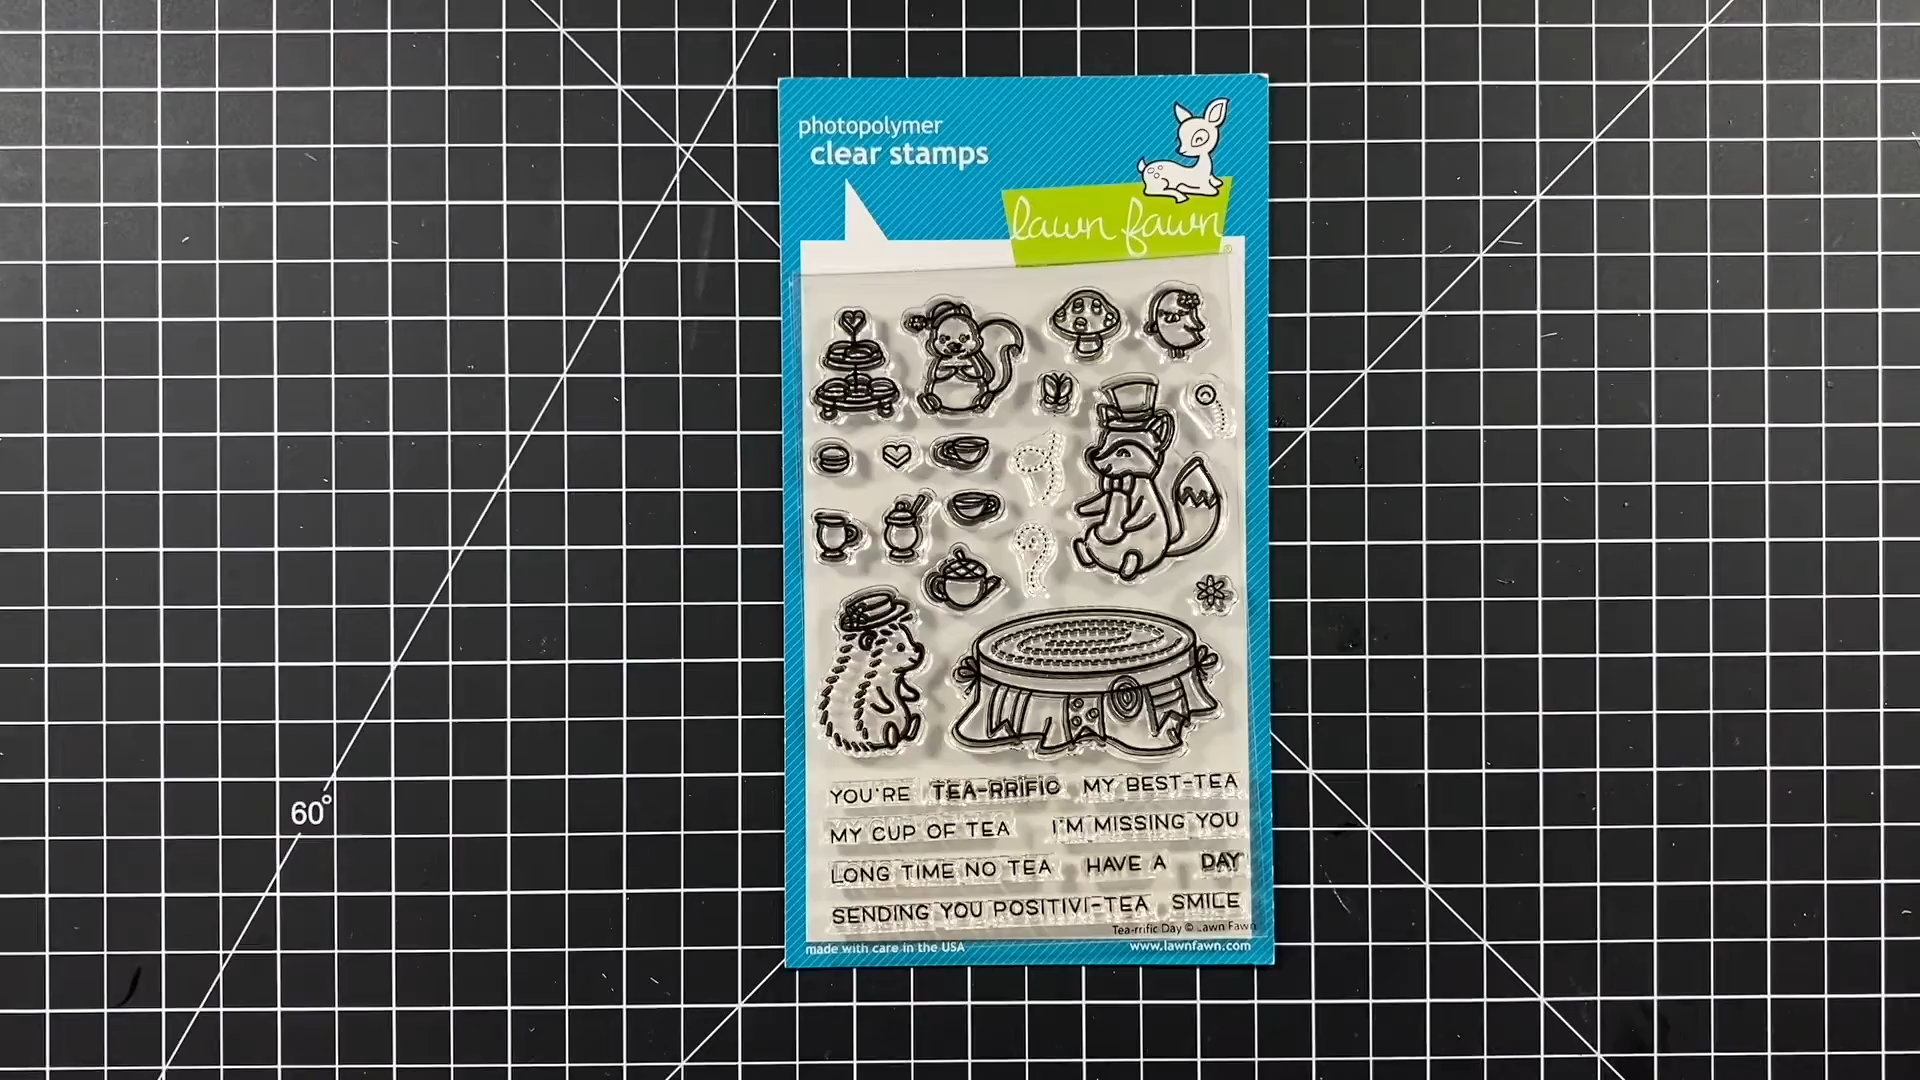 photopolymer
clear stamps
lawn fawn
YOU'RE TEA-RRIFIC MY BEST-TEA
MY CUP OF TEA I'M MISSING YOU
LONG TIME NO TEA HAVE A DAY
SENDING YOU POSITIVI-TEA SMILE
Tea-rrific Day © Lawn Fawn
made with care in the USA www.lawnfawn.com
60°